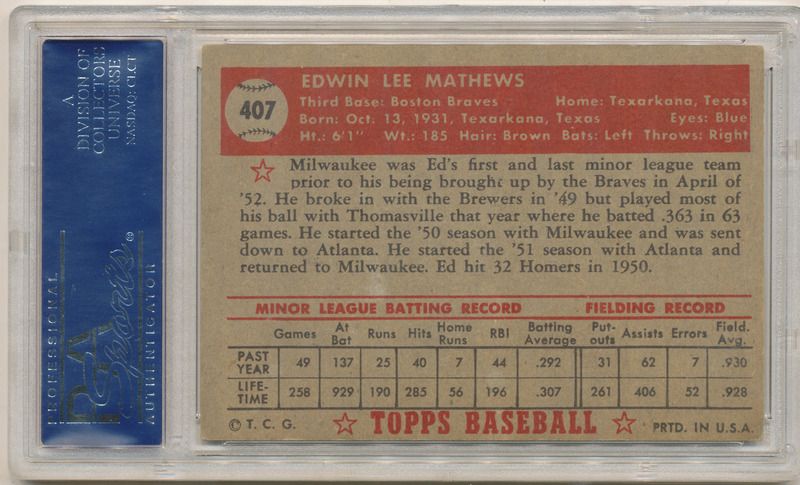 A
DIVISION OF
COLLECTORS
UNIVERSE
NASDAQ: CLCT
PROFESSIONAL
PSA
Sports
AUTHENTICATOR
®
407
EDWIN LEE MATHEWS
Third Base: Boston Braves Home: Texarkana, Texas
Born: Oct. 13, 1931, Texarkana, Texas Eyes: Blue
Ht.: 6'1" Wt.: 185 Hair: Brown Bats: Left Throws: Right
Milwaukee was Ed's first and last minor league team
prior to his being brought up by the Braves in April of
'52. He broke in with the Brewers in '49 but played most of
his ball with Thomasville that year where he batted .363 in 63
games. He started the '50 season with Milwaukee and was sent
down to Atlanta. He started the '51 season with Atlanta and
returned to Milwaukee. Ed hit 32 Homers in 1950.
MINOR LEAGUE BATTING RECORD FIELDING RECORD
Games At Bat Runs Hits Home Runs RBI Batting Average Put-outs Assists Errors Field. Avg.
PAST YEAR 49 137 25 40 7 44 .292 31 62 7 .930
LIFE-TIME 258 929 190 285 56 196 .307 261 406 52 .928
© T. C. G. TOPPS BASEBALL PRTD. IN U.S.A.